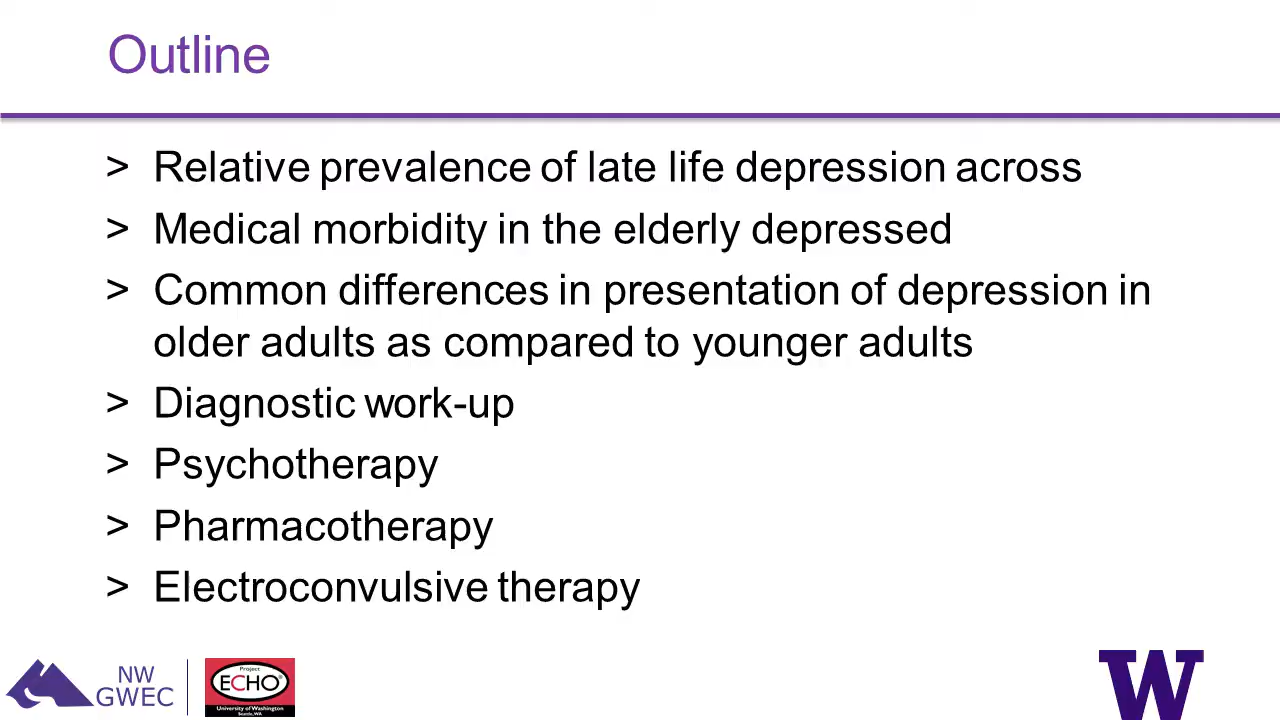 Outline
> Relative prevalence of late life depression across
> Medical morbidity in the elderly depressed
> Common differences in presentation of depression in
older adults as compared to younger adults
> Diagnostic work-up
> Psychotherapy
> Pharmacotherapy
> Electroconvulsive therapy
NW
GWEC
Project
ECHO®
University of Washington
Seattle, WA
W